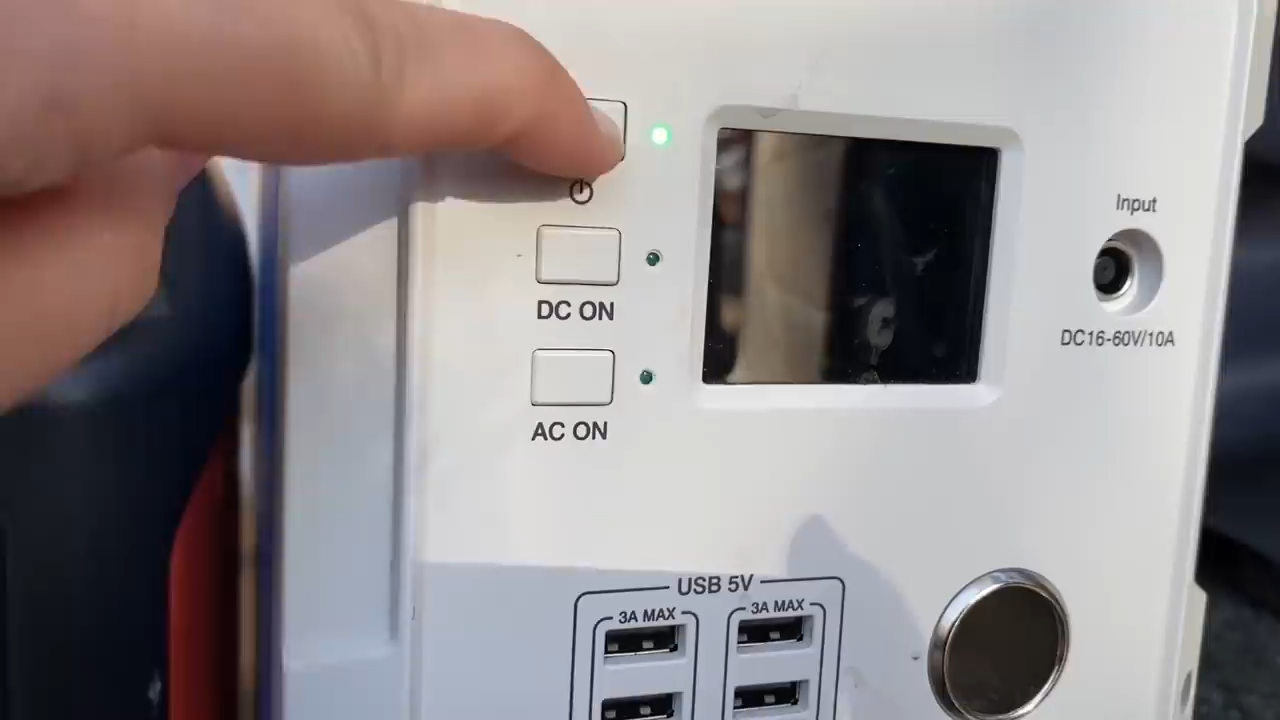 Input
DC16-60V/10A
DC ON
AC ON
USB 5V
3A MAX
3A MAX